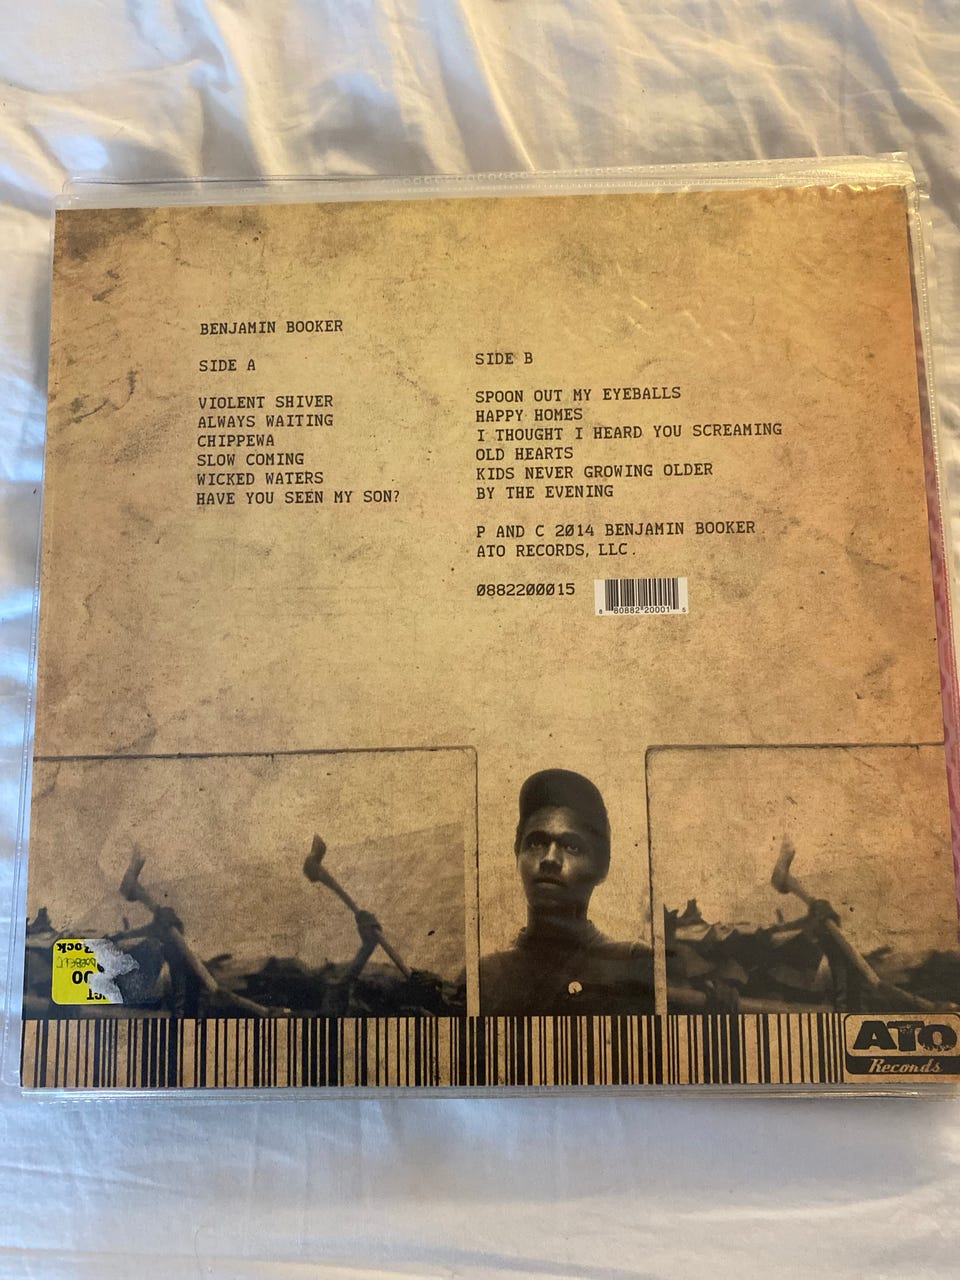 BENJAMIN BOOKER
SIDE A
VIOLENT SHIVER
ALWAYS WAITING
CHIPPEWA
SLOW COMING
WICKED WATERS
HAVE YOU SEEN MY SON?
SIDE B
SPOON OUT MY EYEBALLS
HAPPY HOMES
I THOUGHT I HEARD YOU SCREAMING
OLD HEARTS
KIDS NEVER GROWING OLDER
BY THE EVENING
P AND C 2014 BENJAMIN BOOKER
ATO RECORDS, LLC.
0882200015
8 80882 20001 5
Rock
00
ATO
Records